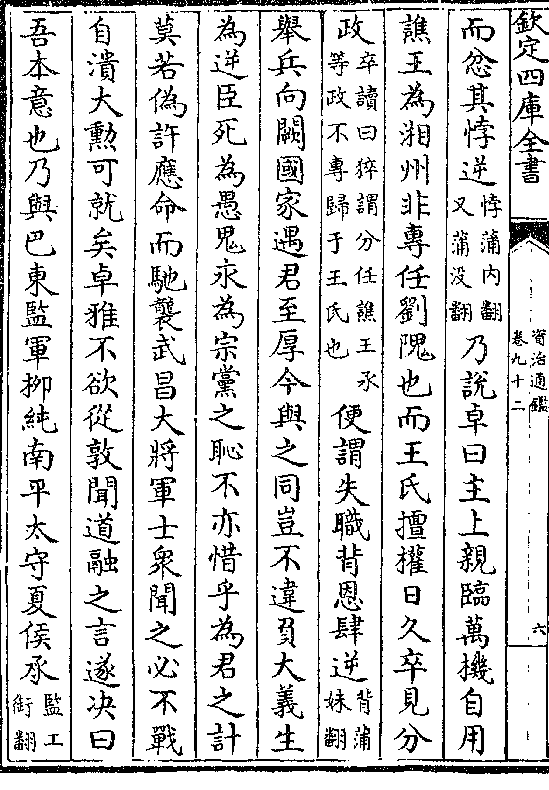 欽定四庫全書
資治通鑑
卷九十二
六
而忿其悖逆悖蒲内翻又蒲没翻乃說卓曰主上親臨萬機自用
譙王為湘州非專任劉隗也而王氏擅權日久卒見分
政卒讀曰猝謂分任譙王承等政不專歸于王氏也便謂失職背恩肆逆背蒲妹翻
舉兵向闕國家遇君至厚今與之同豈不違負大義生
為逆臣死為愚鬼永為宗黨之恥不亦惜乎為君之計
莫若偽許應命而馳襲武昌大將軍士衆聞之必不戰
自潰大勲可就矣卓雅不欲從敦聞道融之言遂决曰
吾本意也乃與巴東監軍柳純南平太守夏侯承監工銜翻